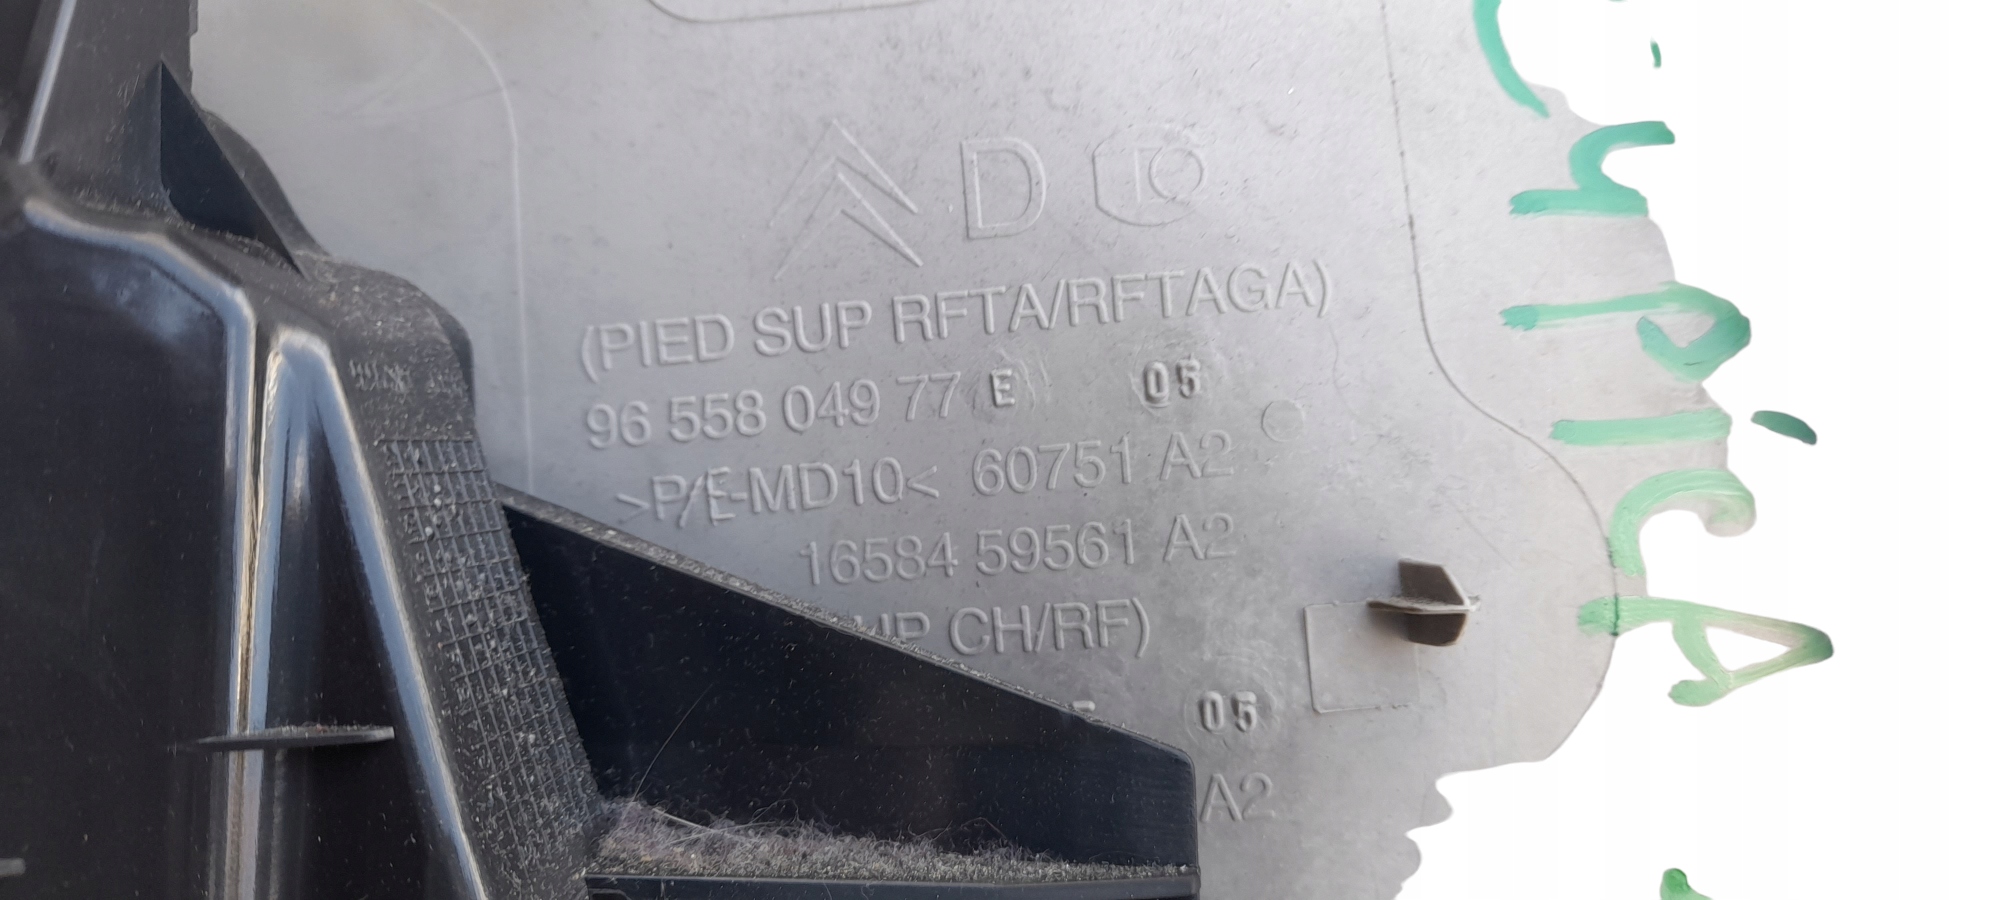 D
(PIED SUP RFTA/RFTAGA)
96 558 049 77 E 05
>P/E-MD10< 60751 A2
16584 59561 A2
CH/RF)
05
A2